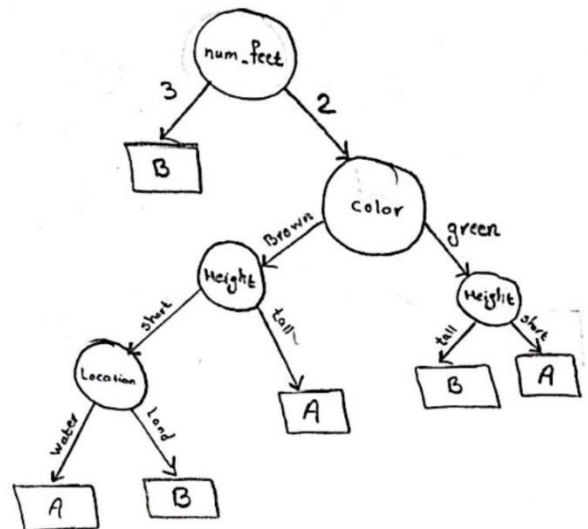 num_feet
3
2
B
color
Brown
green
Height
Height
short
tall
tall
short
Location
A
B
A
water
Land
A
B